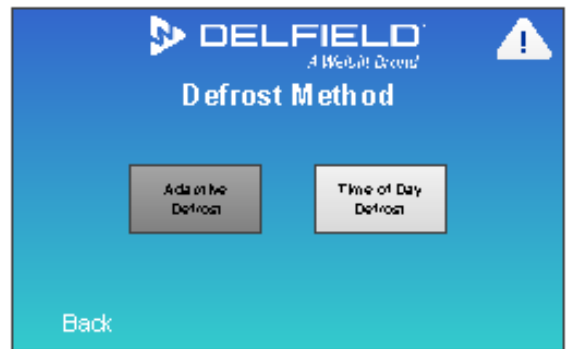 DELFIELD
A Welbilt Brand
Defrost Method
Adaptive
Defrost
Time of Day
Defrost
Back